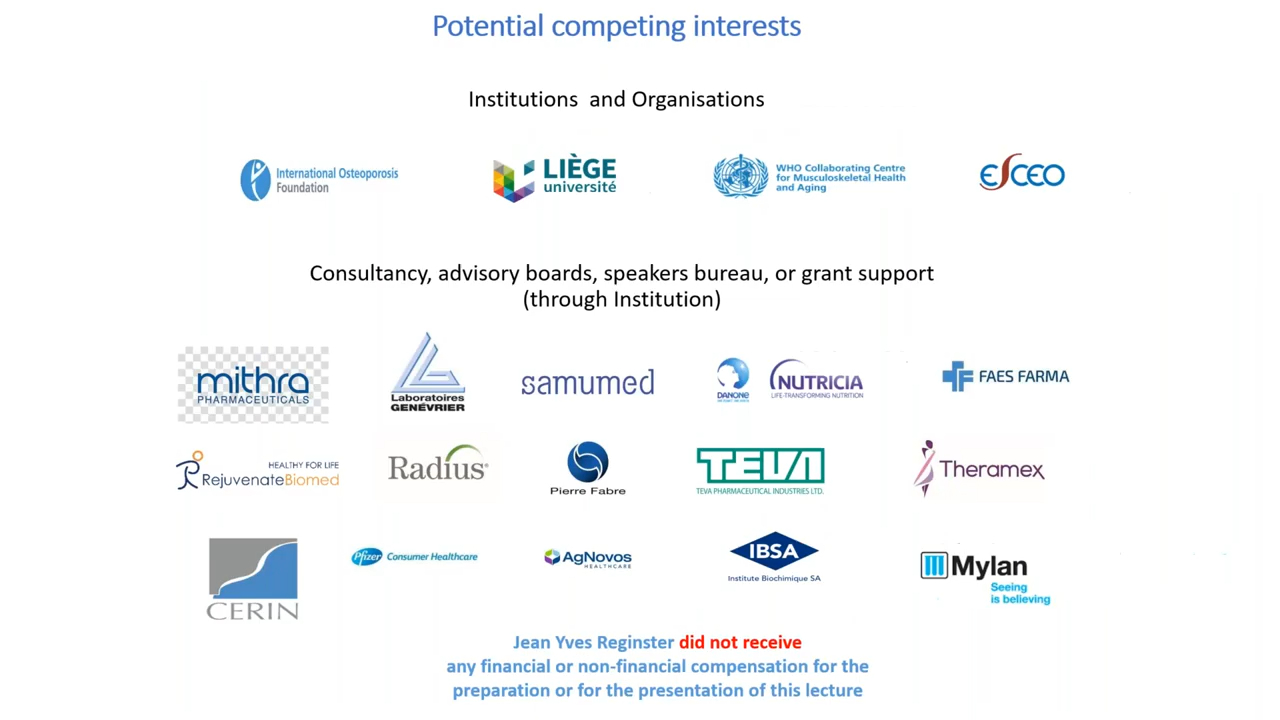 Potential competing interests
Institutions and Organisations
International Osteoporosis
Foundation
LIÈGE
université
WHO Collaborating Centre
for Musculoskeletal Health
and Aging
ESCEO
Consultancy, advisory boards, speakers bureau, or grant support
(through Institution)
mithra
PHARMACEUTICALS
Laboratoires
GENÉVRIER
samumed
DANONE
NUTRICIA
LIFE-TRANSFORMING NUTRITION
FAES FARMA
HEALTHY FOR LIFE
RejuvenateBiomed
Radius®
Pierre Fabre
TEVA
TEVA PHARMACEUTICAL INDUSTRIES LTD.
Theramex
CERIN
Pfizer Consumer Healthcare
AgNovos
HEALTHCARE
IBSA
Institute Biochimique SA
Mylan
Seeing
is believing
Jean Yves Reginster did not receive
any financial or non-financial compensation for the
preparation or for the presentation of this lecture